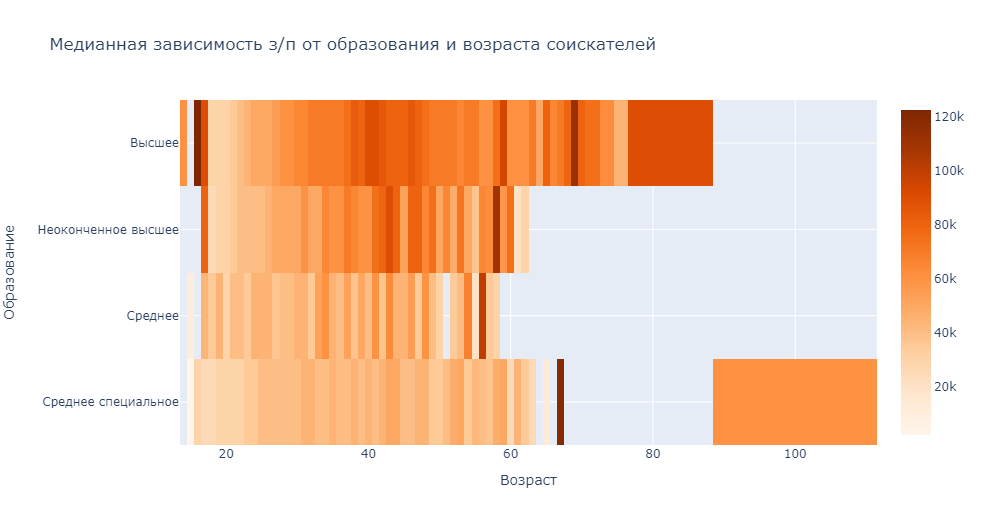 Медианная зависимость з/п от образования и возраста соискателей
Образование
Высшее
Неоконченное высшее
Среднее
Среднее специальное
20
40
60
80
100
Возраст
120k
100k
80k
60k
40k
20k